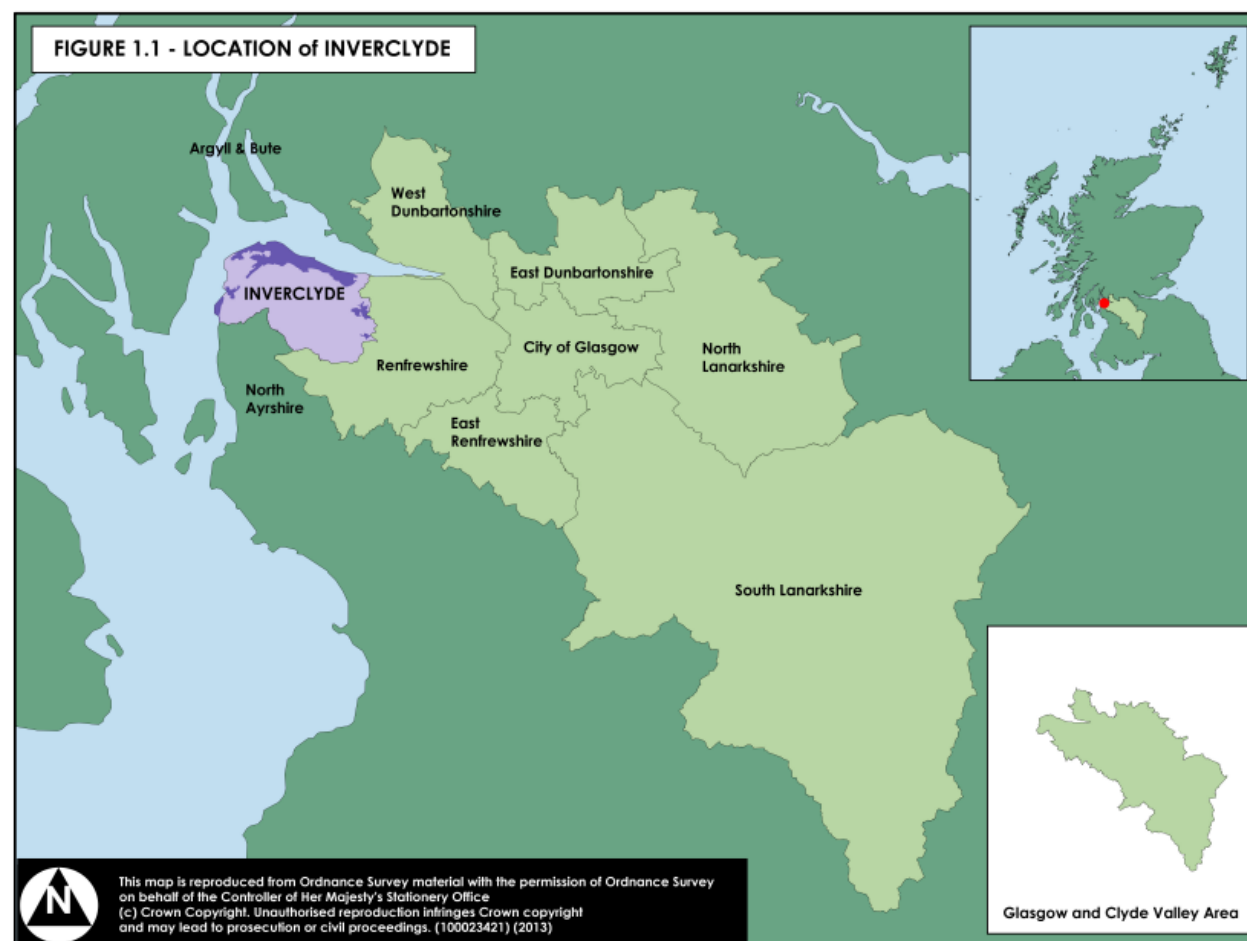 FIGURE 1.1 - LOCATION of INVERCLYDE
Argyll & Bute
West
Dunbartonshire
East Dunbartonshire
INVERCLYDE
City of Glasgow
North
Lanarkshire
Renfrewshire
North
Ayrshire
East
Renfrewshire
South Lanarkshire
Glasgow and Clyde Valley Area
N
This map is reproduced from Ordnance Survey material with the permission of Ordnance Survey
on behalf of the Controller of Her Majesty's Stationery Office
(c) Crown Copyright. Unauthorised reproduction infringes Crown copyright
and may lead to prosecution or civil proceedings. (100023421) (2013)